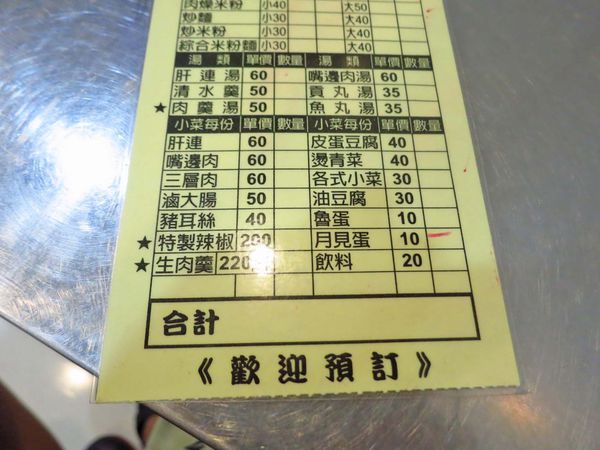 肉燥米粉 小40 大50
炒麵 小30 大40
炒米粉 小30 大40
綜合米粉麵 小30 大40
湯類 單價 數量 湯類 單價 數量
肝連湯 60 嘴邊肉湯 60
清水羹 50 貢丸湯 35
★ 肉羹湯 50 魚丸湯 35
小菜每份 單價 數量 小菜每份 單價 數量
肝連 60 皮蛋豆腐 40
嘴邊肉 60 燙青菜 40
三層肉 60 各式小菜 30
滷大腸 50 油豆腐 30
豬耳絲 40 魯蛋 10
★ 特製辣椒 200 月見蛋 10
★ 生肉羹 220 飲料 20
合計
《歡迎預訂》